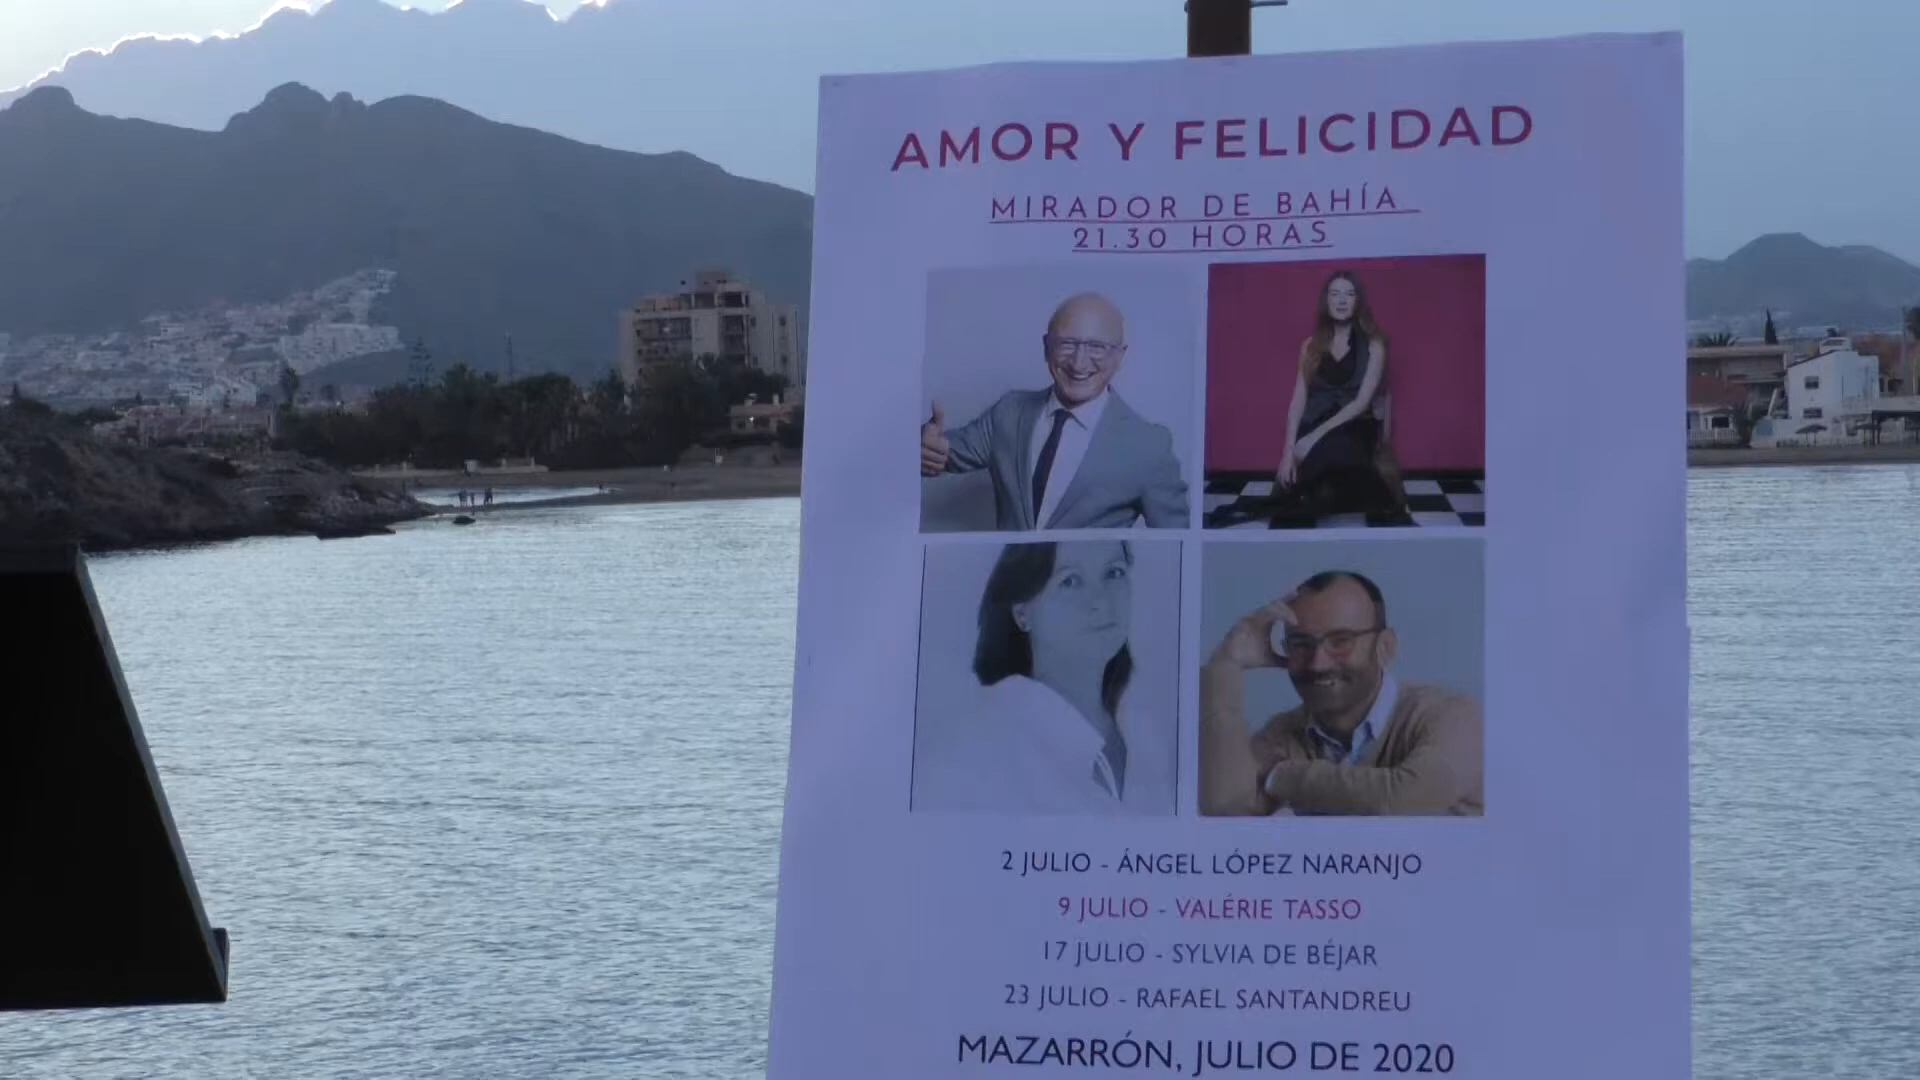 AMOR Y FELICIDAD
MIRADOR DE BAHÍA
21.30 HORAS
2 JULIO - ÁNGEL LÓPEZ NARANJO
9 JULIO - VALÉRIE TASSO
17 JULIO - SYLVIA DE BÉJAR
23 JULIO - RAFAEL SANTANDREU
MAZARRÓN, JULIO DE 2020